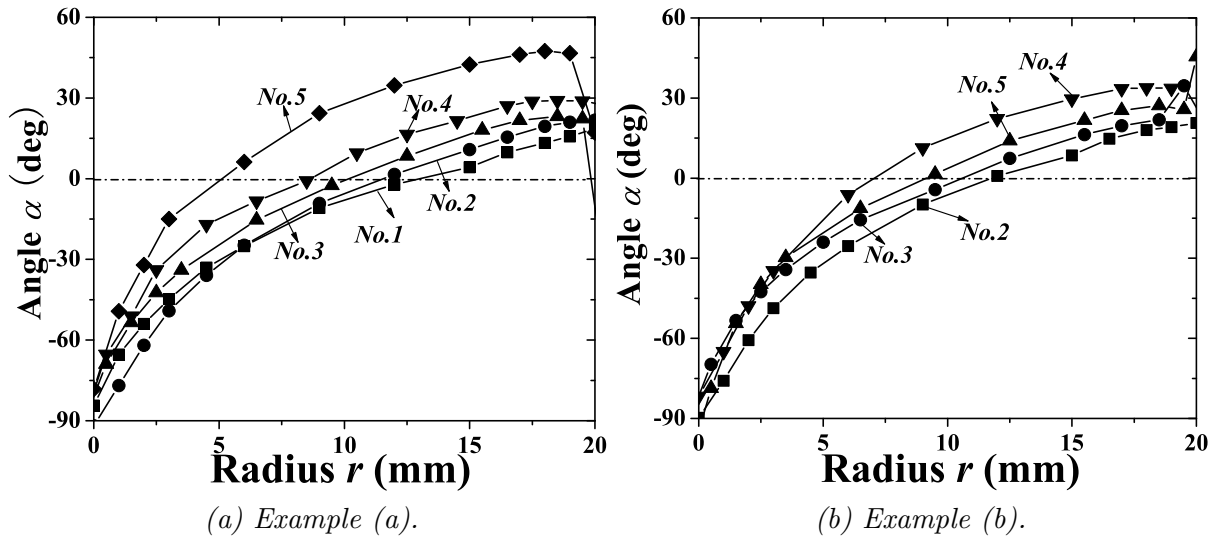 60
30
0
-30
-60
-90
Angle α (deg)
No.5
No.4
No.2
No.1
No.3
0 5 10 15 20
Radius r (mm)
(a) Example (a).
60
30
0
-30
-60
-90
Angle α (deg)
No.4
No.5
No.2
No.3
0 5 10 15 20
Radius r (mm)
(b) Example (b).